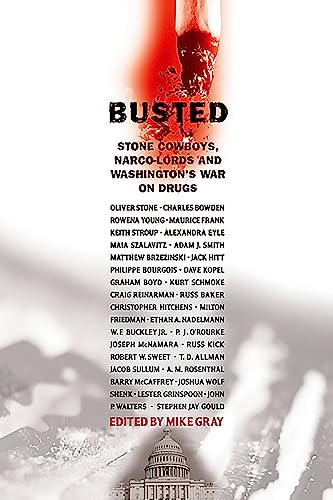 BUSTED
STONE COWBOYS,
NARCO-LORDS AND
WASHINGTON'S WAR
ON DRUGS
OLIVER STONE • CHARLES BOWDEN
ROWENA YOUNG • MAURICE FRANK
KEITH STROUP • ALEXANDRA EYLE
MAIA SZALAVITZ • ADAM J. SMITH
MATTHEW BRZEZINSKI • JACK HITT
PHILIPPE BOURGOIS • DAVE KOPEL
GRAHAM BOYD • KURT SCHMOKE
CRAIG REINARMAN • RUSS BAKER
CHRISTOPHER HITCHENS • MILTON
FRIEDMAN • ETHAN A. NADELMANN
W. F. BUCKLEY JR. • P. J. O'ROURKE
JOSEPH McNAMARA • RUSS KICK
ROBERT W. SWEET • T. D. ALLMAN
JACOB SULLUM • A. M. ROSENTHAL
BARRY McCAFFREY • JOSHUA WOLF
SHENK • LESTER GRINSPOON • JOHN
P. WALTERS • STEPHEN JAY GOULD
EDITED BY MIKE GRAY